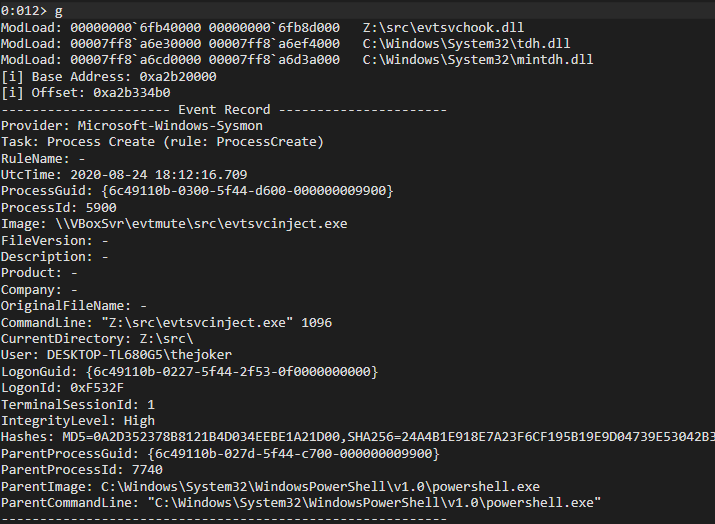 0:012> g
ModLoad: 00000000`6fb40000 00000000`6fb8d000   Z:\src\evtsvchook.dll
ModLoad: 00007ff8`a6e30000 00007ff8`a6ef4000   C:\Windows\System32\tdh.dll
ModLoad: 00007ff8`a6cd0000 00007ff8`a6d3a000   C:\Windows\System32\mintdh.dll
[i] Base Address: 0xa2b20000
[i] Offset: 0xa2b334b0
---------------------- Event Record ----------------------
Provider: Microsoft-Windows-Sysmon
Task: Process Create (rule: ProcessCreate)
RuleName: -
UtcTime: 2020-08-24 18:12:16.709
ProcessGuid: {6c49110b-0300-5f44-d600-000000009900}
ProcessId: 5900
Image: \\VBoxSvr\evtmute\src\evtsvcinject.exe
FileVersion: -
Description: -
Product: -
Company: -
OriginalFileName: -
CommandLine: "Z:\src\evtsvcinject.exe" 1096
CurrentDirectory: Z:\src\
User: DESKTOP-TL680G5\thejoker
LogonGuid: {6c49110b-0227-5f44-2f53-0f0000000000}
LogonId: 0xF532F
TerminalSessionId: 1
IntegrityLevel: High
Hashes: MD5=0A2D352378B8121B4D034EEBE1A21D00,SHA256=24A4B1E918E7A23F6CF195B19E9D04739E53042B3
ParentProcessGuid: {6c49110b-027d-5f44-c700-000000009900}
ParentProcessId: 7740
ParentImage: C:\Windows\System32\WindowsPowerShell\v1.0\powershell.exe
ParentCommandLine: "C:\Windows\System32\WindowsPowerShell\v1.0\powershell.exe"
----------------------------------------------------------